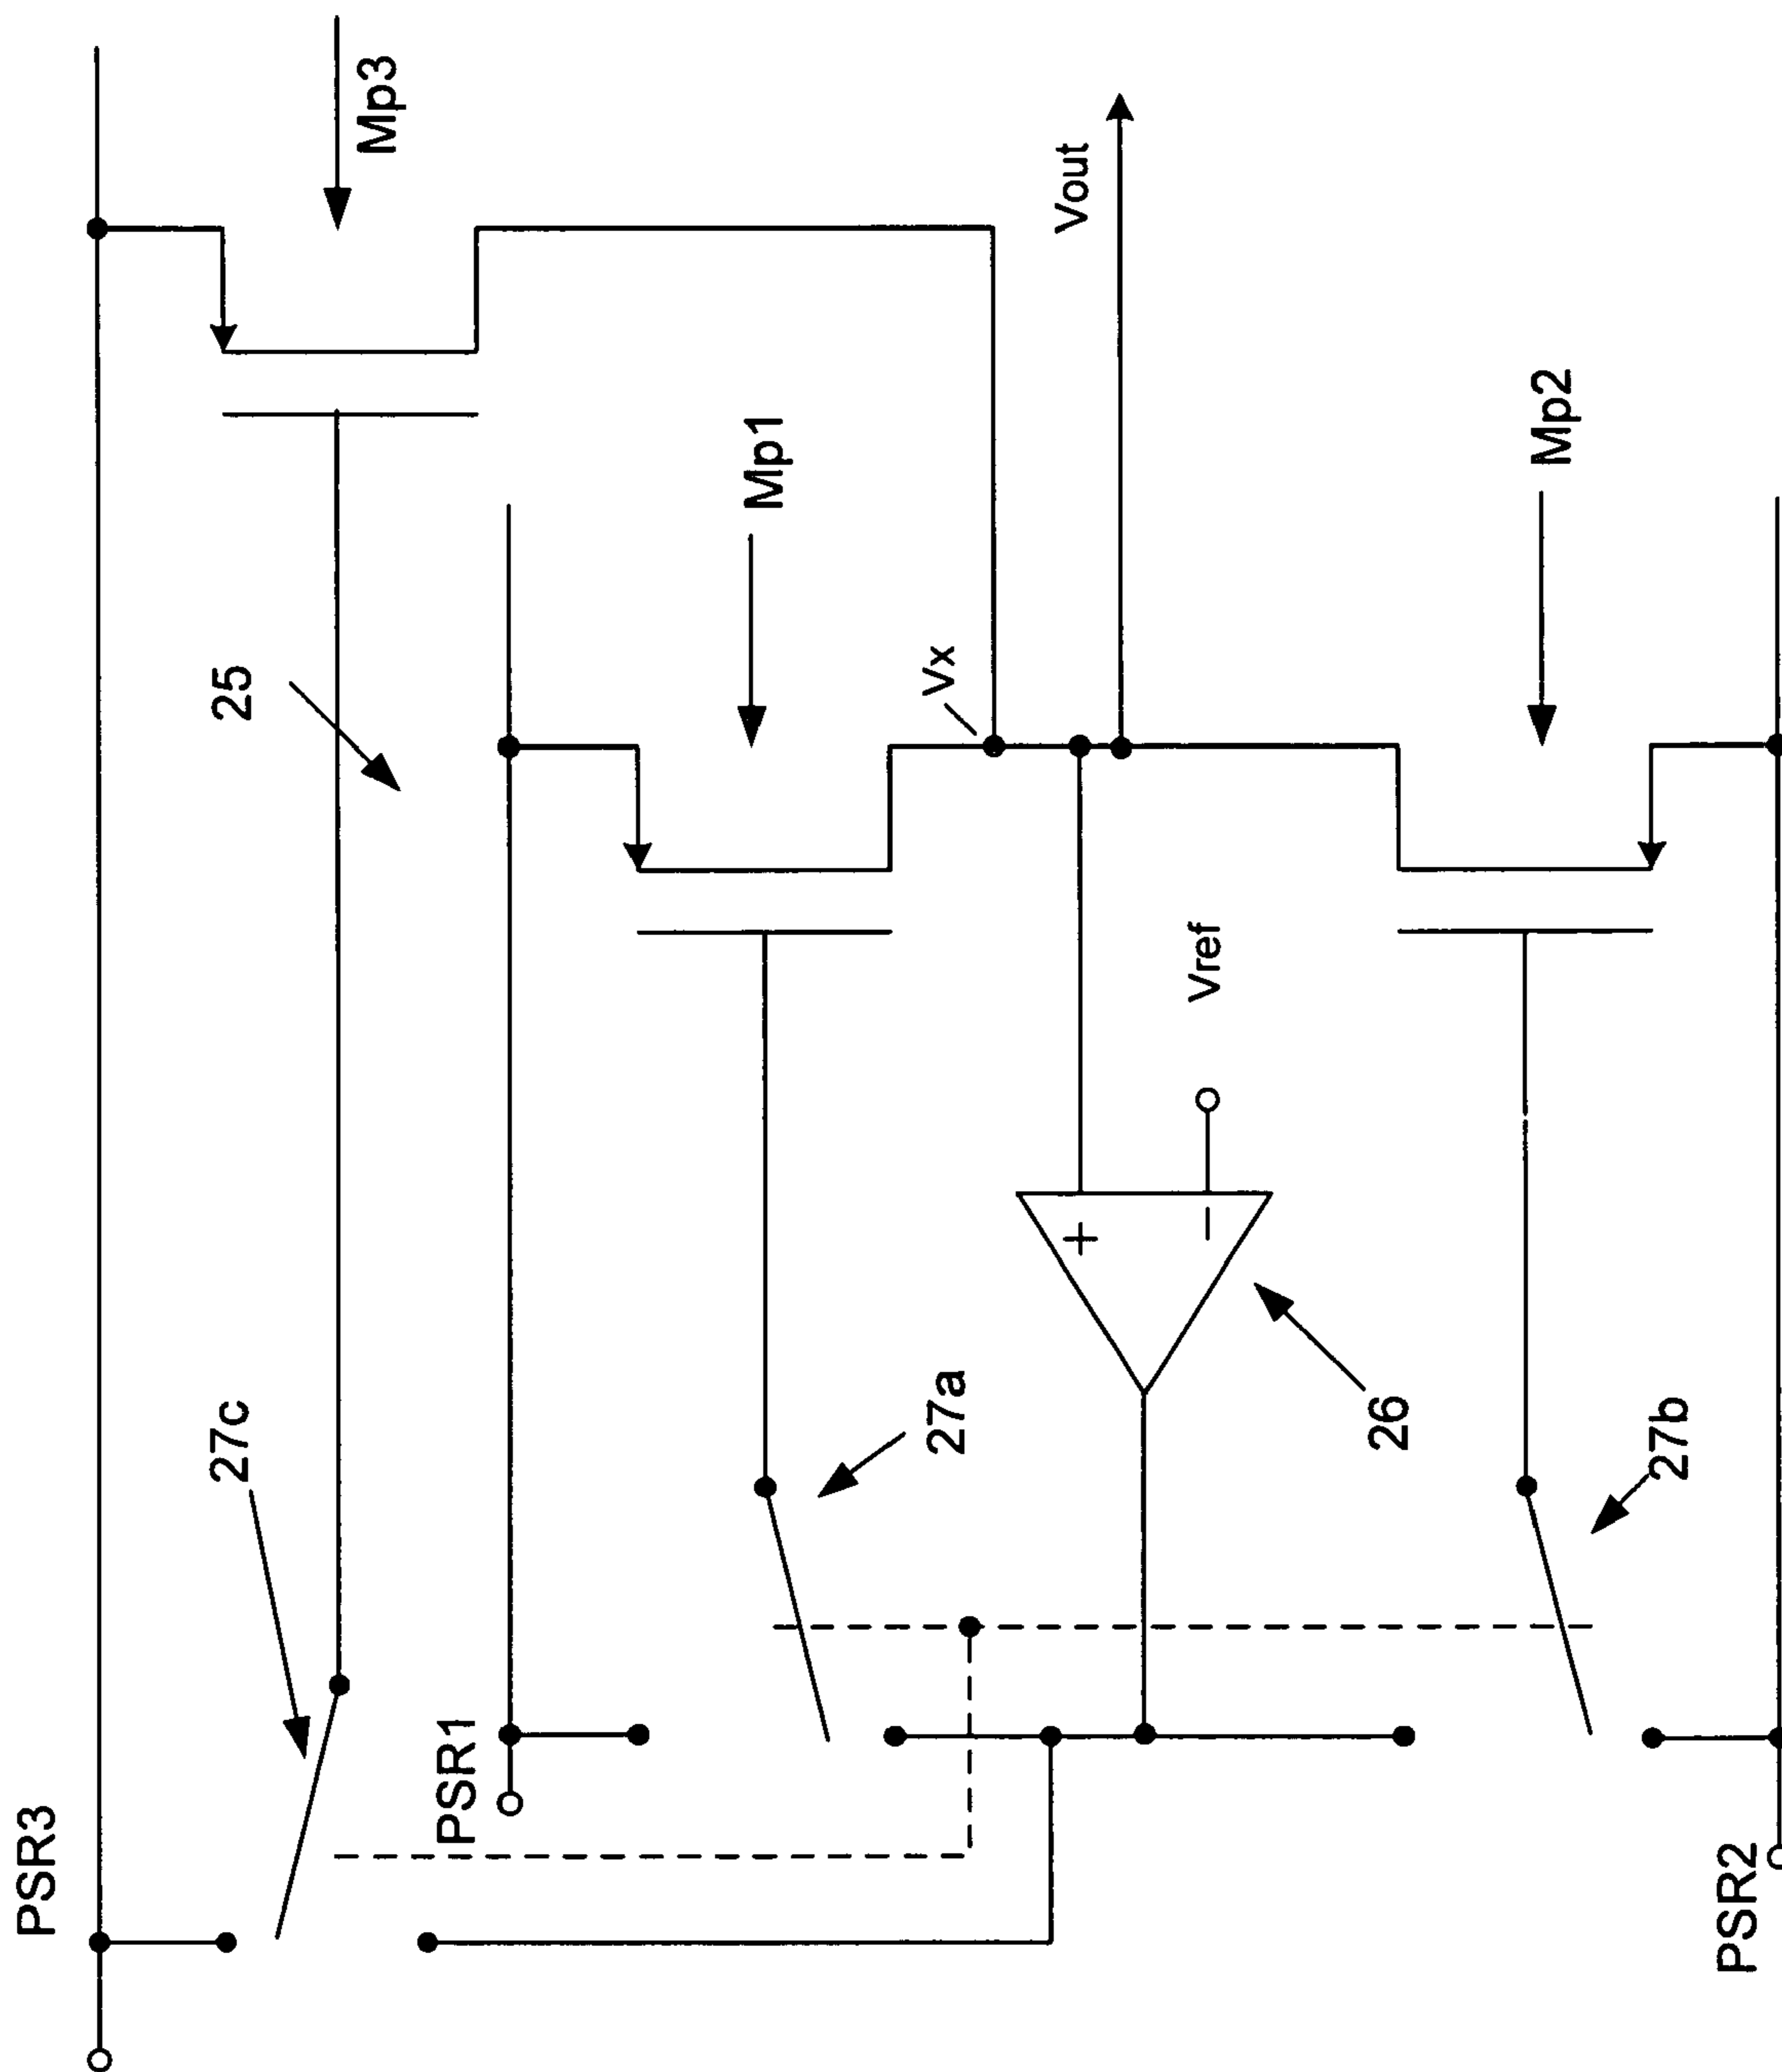 PSR3
27c
25
Mp3
PSR1
27a
Mp1
Vx
Vout
+
−
Vref
26
27b
Mp2
PSR2